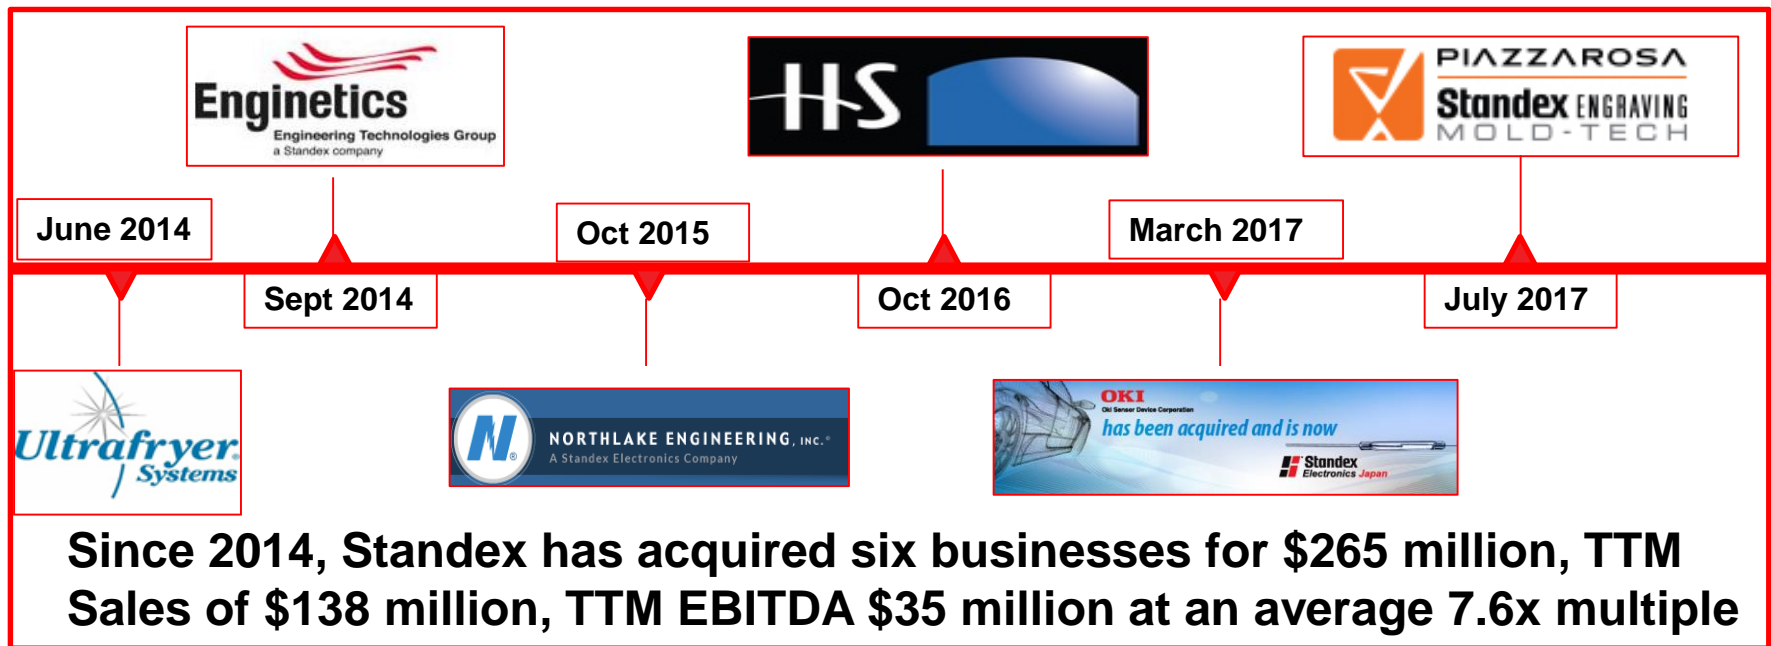 Enginetics
Engineering Technologies Group
a Standex company
HS
PIAZZAROSA
Standex ENGRAVING
MOLD-TECH
June 2014
Oct 2015
March 2017
Sept 2014
Oct 2016
July 2017
Ultrafryer®
Systems
N®
NORTHLAKE ENGINEERING, INC.®
A Standex Electronics Company
OKI
Oki Sensor Device Corporation
has been acquired and is now
Standex
Electronics Japan
Since 2014, Standex has acquired six businesses for $265 million, TTM
Sales of $138 million, TTM EBITDA $35 million at an average 7.6x multiple